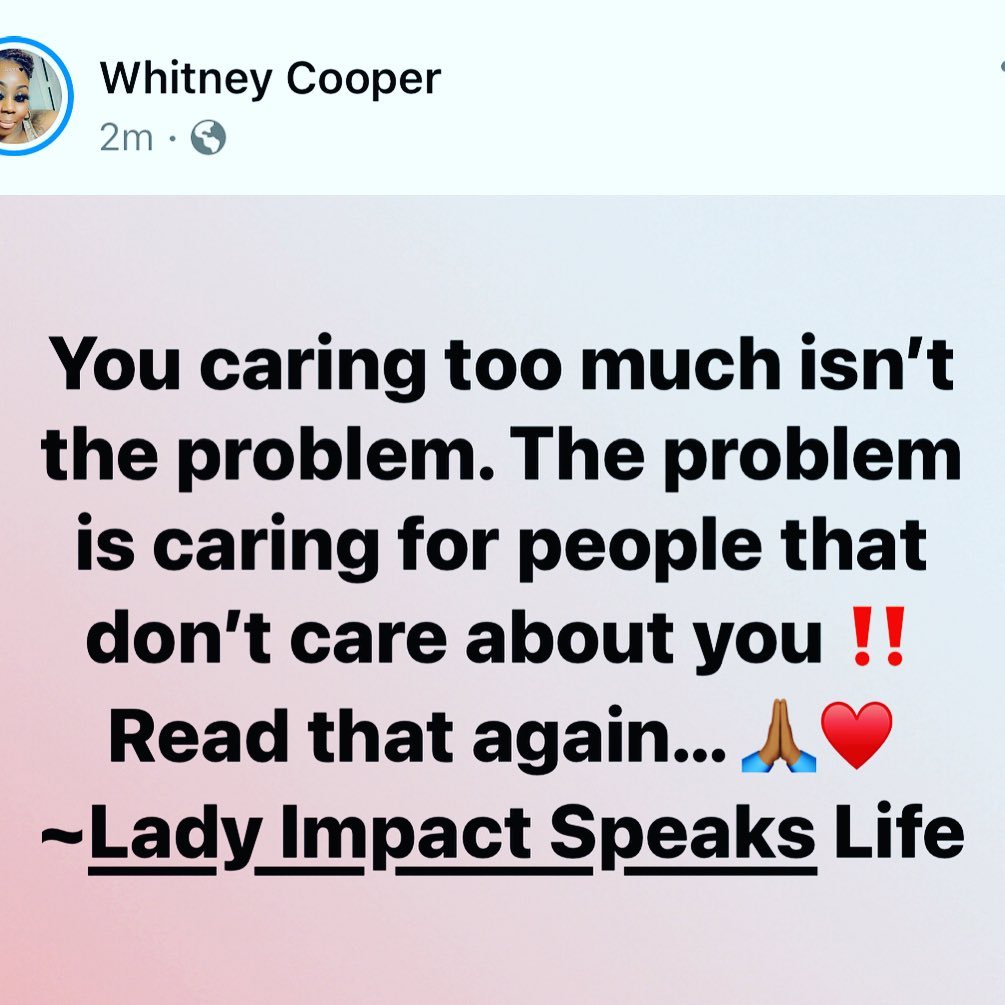 Whitney Cooper
2m ·
You caring too much isn’t
the problem. The problem
is caring for people that
don’t care about you ‼️
Read that again... 🙏🏾♥️
~Lady Impact Speaks Life